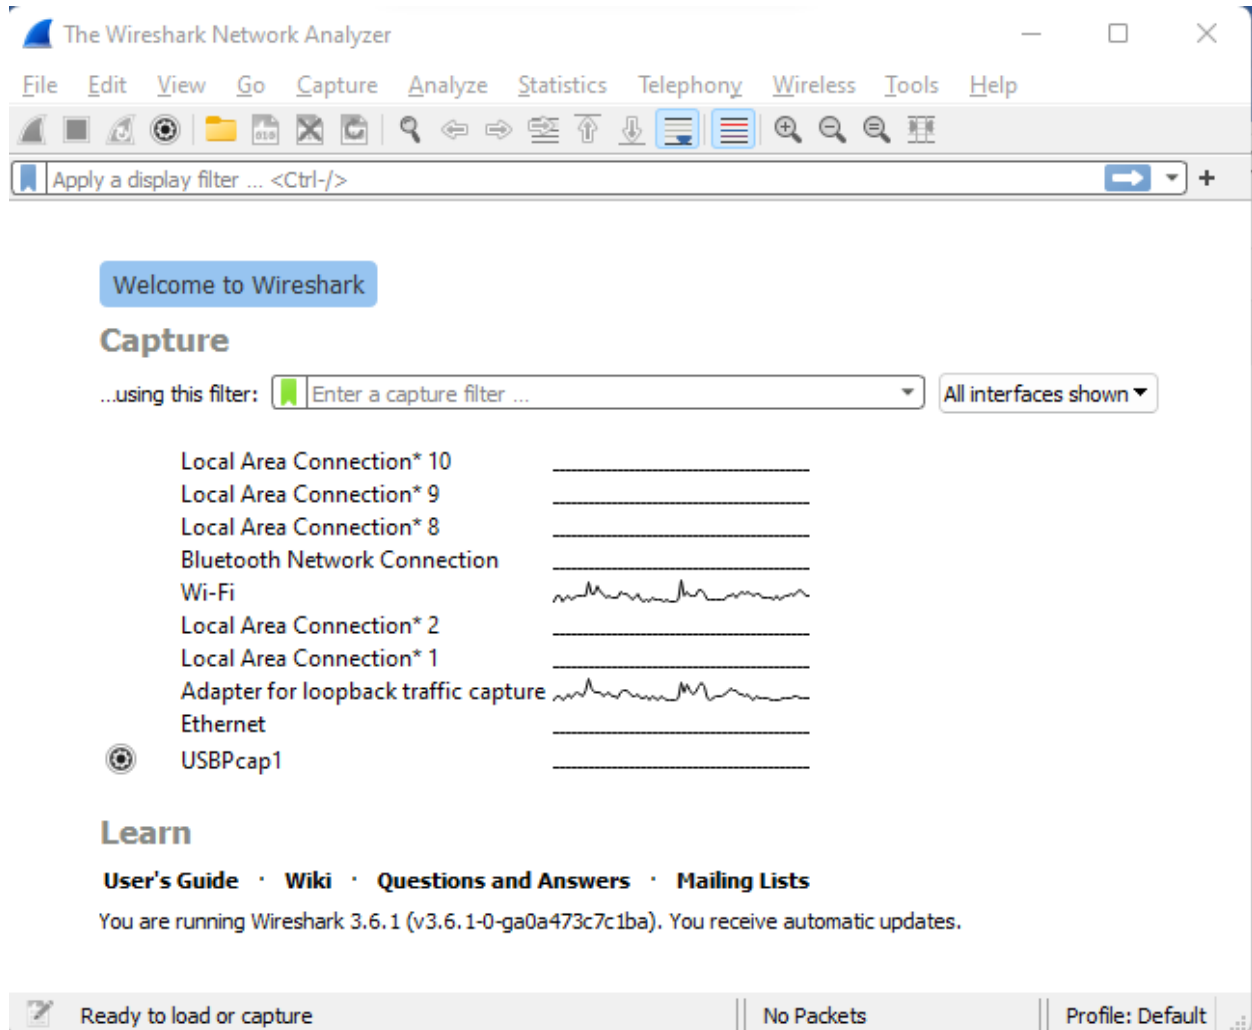 The Wireshark Network Analyzer
File Edit View Go Capture Analyze Statistics Telephony Wireless Tools Help
010
Apply a display filter ... <Ctrl-/>
+
Welcome to Wireshark
Capture
...using this filter: Enter a capture filter ... All interfaces shown
Local Area Connection* 10
Local Area Connection* 9
Local Area Connection* 8
Bluetooth Network Connection
Wi-Fi
Local Area Connection* 2
Local Area Connection* 1
Adapter for loopback traffic capture
Ethernet
USBPcap1
Learn
User's Guide · Wiki · Questions and Answers · Mailing Lists
You are running Wireshark 3.6.1 (v3.6.1-0-ga0a473c7c1ba). You receive automatic updates.
Ready to load or capture No Packets Profile: Default